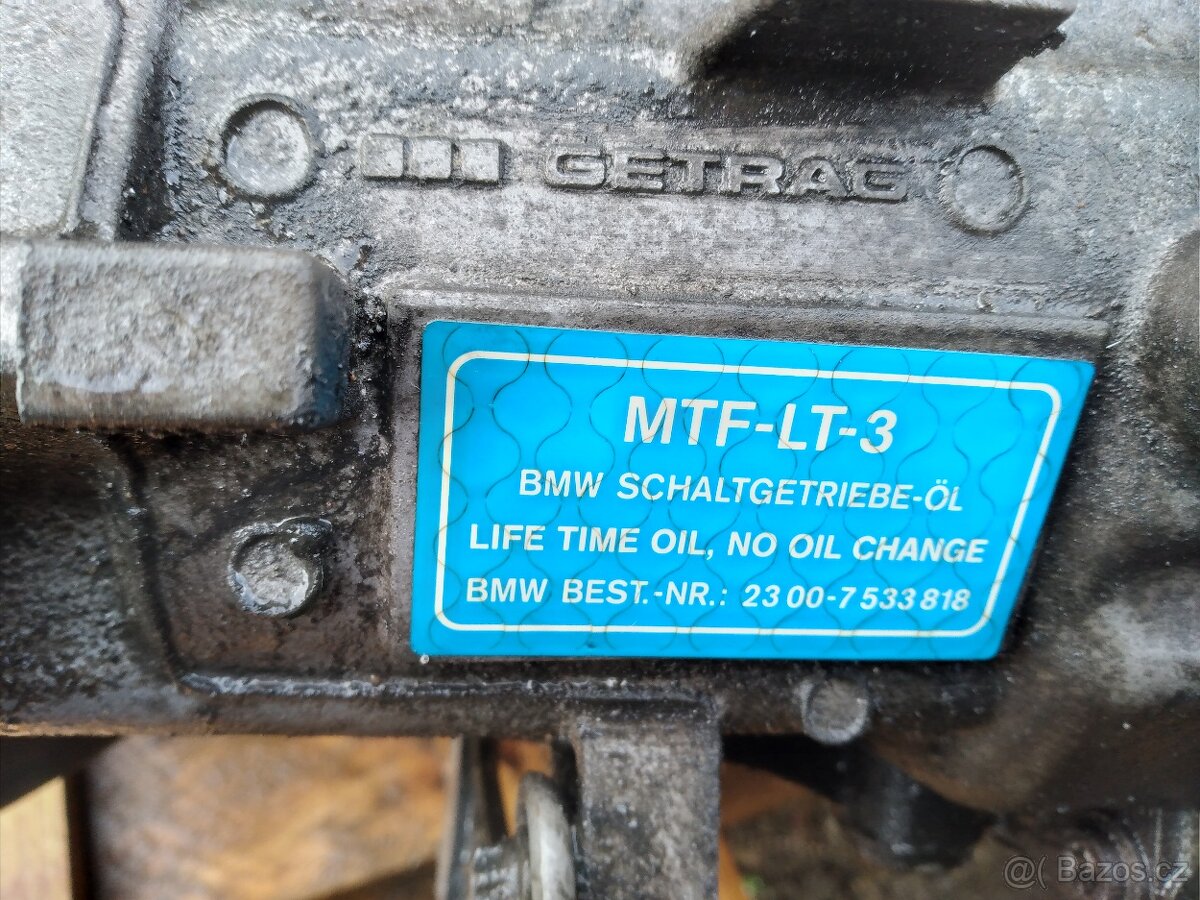 GETRAG
MTF-LT-3
BMW SCHALTGETRIEBE-ÖL
LIFE TIME OIL, NO OIL CHANGE
BMW BEST.-NR.: 23 00-7 533 818
@( Bazos.cz